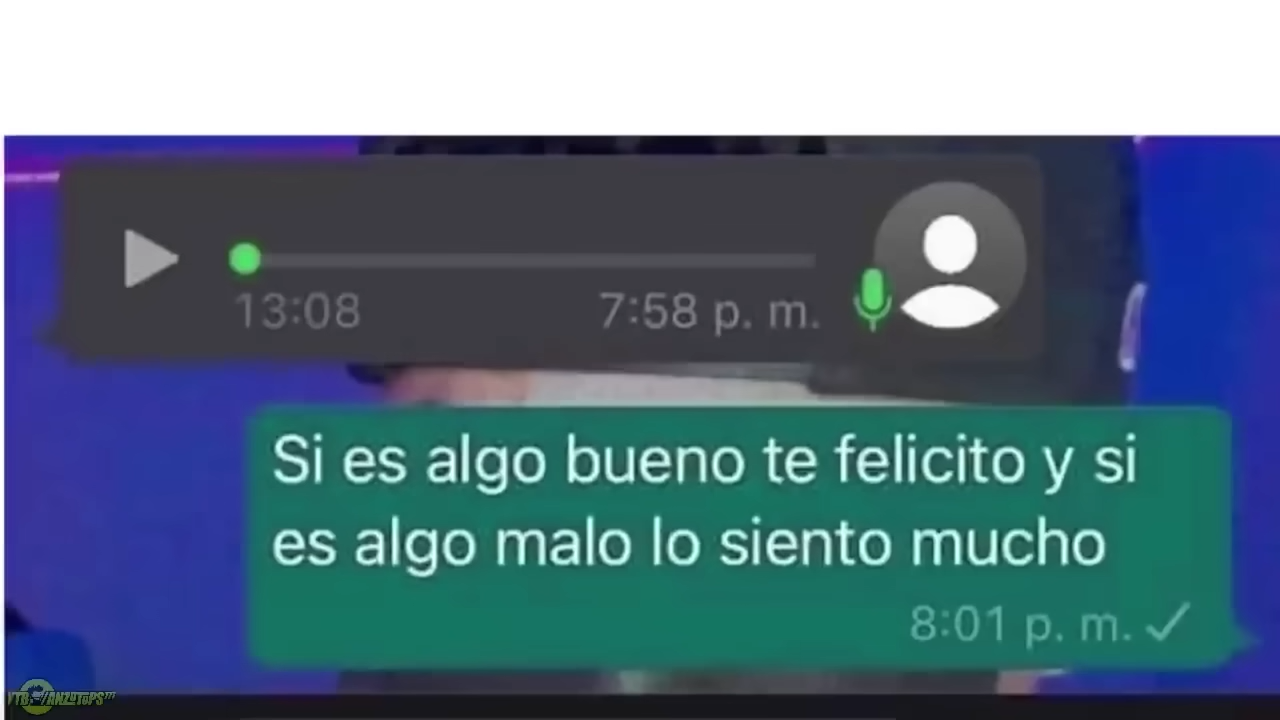 13:08 7:58 p. m.
Si es algo bueno te felicito y si
es algo malo lo siento mucho
8:01 p. m.